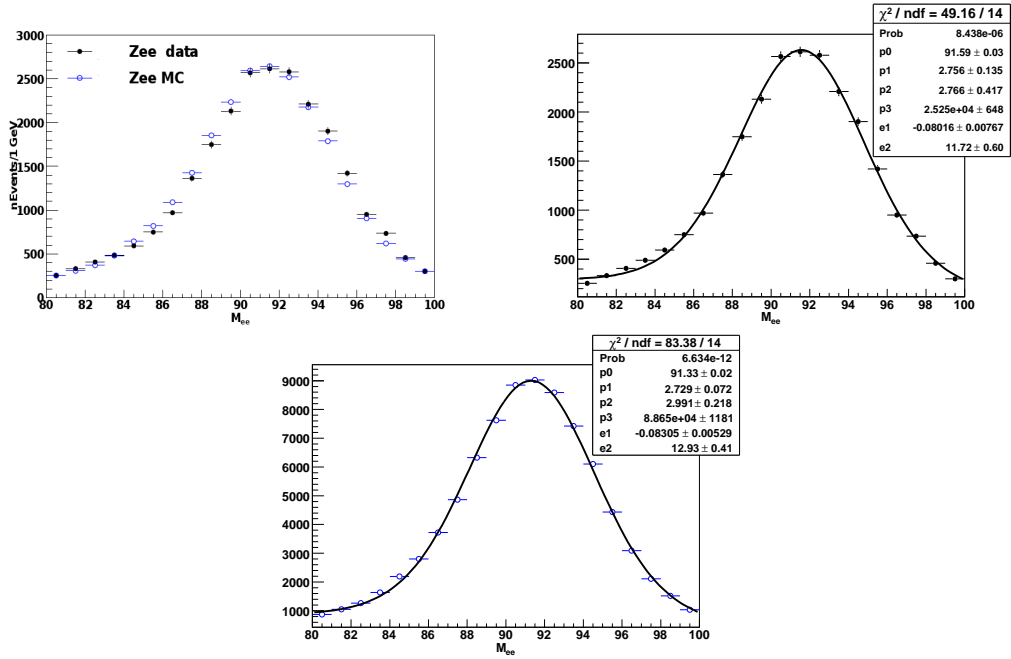 Zee data
Zee MC
nEvents/1 GeV
3000
2500
2000
1500
1000
500
0
80 82 84 86 88 90 92 94 96 98 100
M_ee
χ² / ndf = 49.16 / 14
Prob 8.438e-06
p0 91.59 ± 0.03
p1 2.756 ± 0.135
p2 2.766 ± 0.417
p3 2.525e+04 ± 648
e1 -0.08016 ± 0.00767
e2 11.72 ± 0.60
2500
2000
1500
1000
500
80 82 84 86 88 90 92 94 96 98 100
M_ee
χ² / ndf = 83.38 / 14
Prob 6.634e-12
p0 91.33 ± 0.02
p1 2.729 ± 0.072
p2 2.991 ± 0.218
p3 8.865e+04 ± 1181
e1 -0.08305 ± 0.00529
e2 12.93 ± 0.41
9000
8000
7000
6000
5000
4000
3000
2000
1000
80 82 84 86 88 90 92 94 96 98 100
M_ee